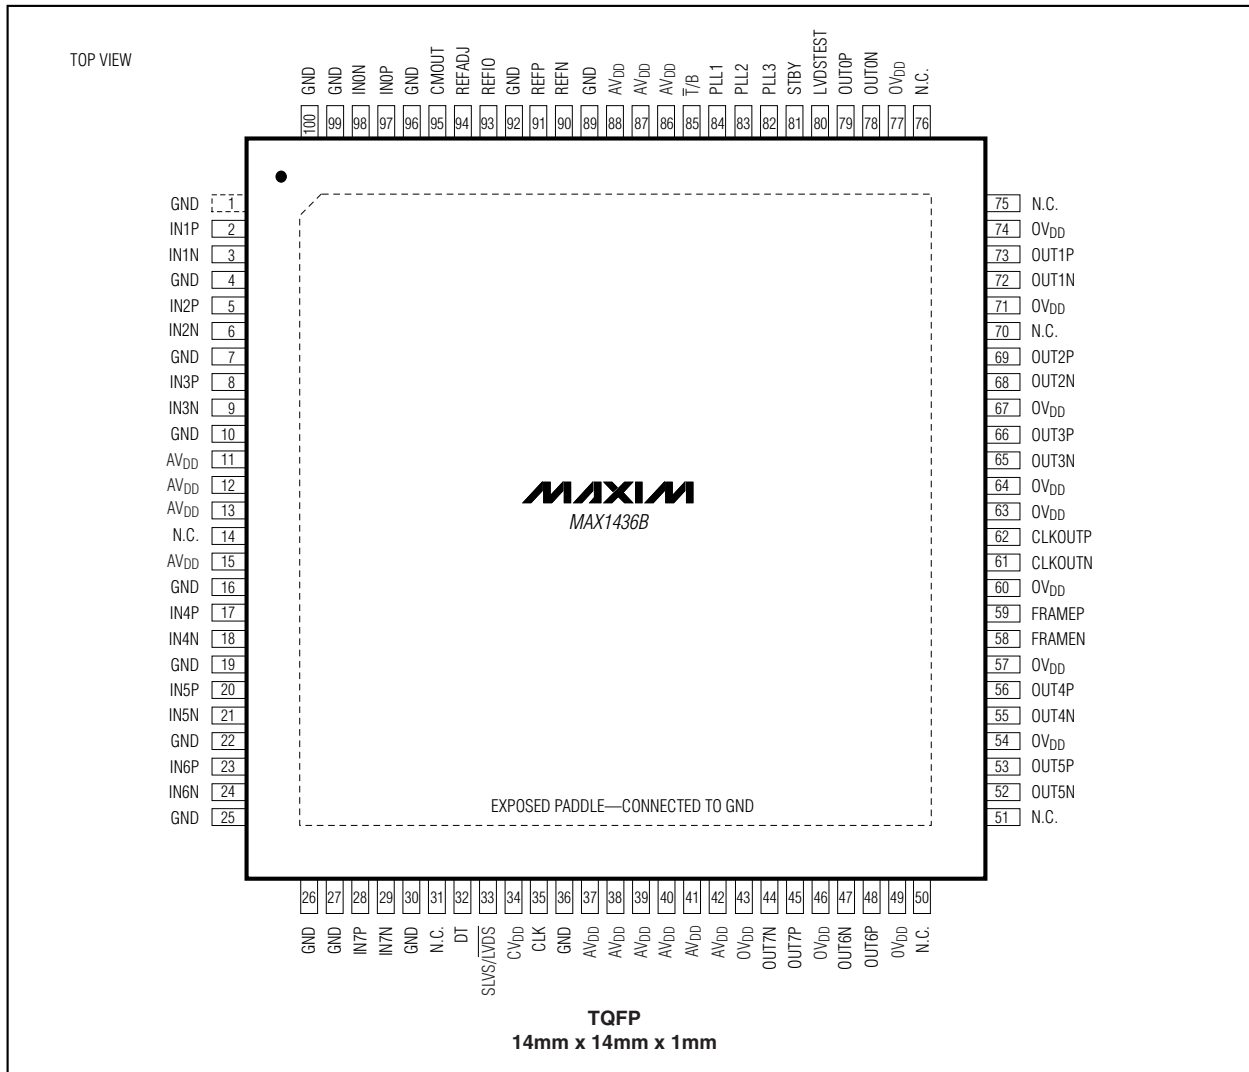 TOP VIEW
GND GND IN0N IN0P GND CMOUT REFADJ REFIO GND REFP REFN GND AVDD AVDD AVDD T/B PLL1 PLL2 PLL3 STBY LVDSTEST OUT0P OUT0N OVDD N.C.
100 99 98 97 96 95 94 93 92 91 90 89 88 87 86 85 84 83 82 81 80 79 78 77 76
GND 1 75 N.C.
IN1P 2 74 OVDD
IN1N 3 73 OUT1P
GND 4 72 OUT1N
IN2P 5 71 OVDD
IN2N 6 70 N.C.
GND 7 69 OUT2P
IN3P 8 68 OUT2N
IN3N 9 67 OVDD
GND 10 66 OUT3P
AVDD 11 65 OUT3N
AVDD 12 64 OVDD
AVDD 13 63 OVDD
N.C. 14 62 CLKOUTP
AVDD 15 61 CLKOUTN
GND 16 60 OVDD
IN4P 17 59 FRAMEP
IN4N 18 58 FRAMEN
GND 19 57 OVDD
IN5P 20 56 OUT4P
IN5N 21 55 OUT4N
GND 22 54 OVDD
IN6P 23 53 OUT5P
IN6N 24 52 OUT5N
GND 25 51 N.C.
MAXIM
MAX1436B
EXPOSED PADDLE—CONNECTED TO GND
26 27 28 29 30 31 32 33 34 35 36 37 38 39 40 41 42 43 44 45 46 47 48 49 50
GND GND IN7P IN7N GND N.C. DT SLVS/LVDS CVDD CLK GND AVDD AVDD AVDD AVDD AVDD AVDD OVDD OUT7N OUT7P OVDD OUT6N OUT6P OVDD N.C.
TQFP
14mm x 14mm x 1mm